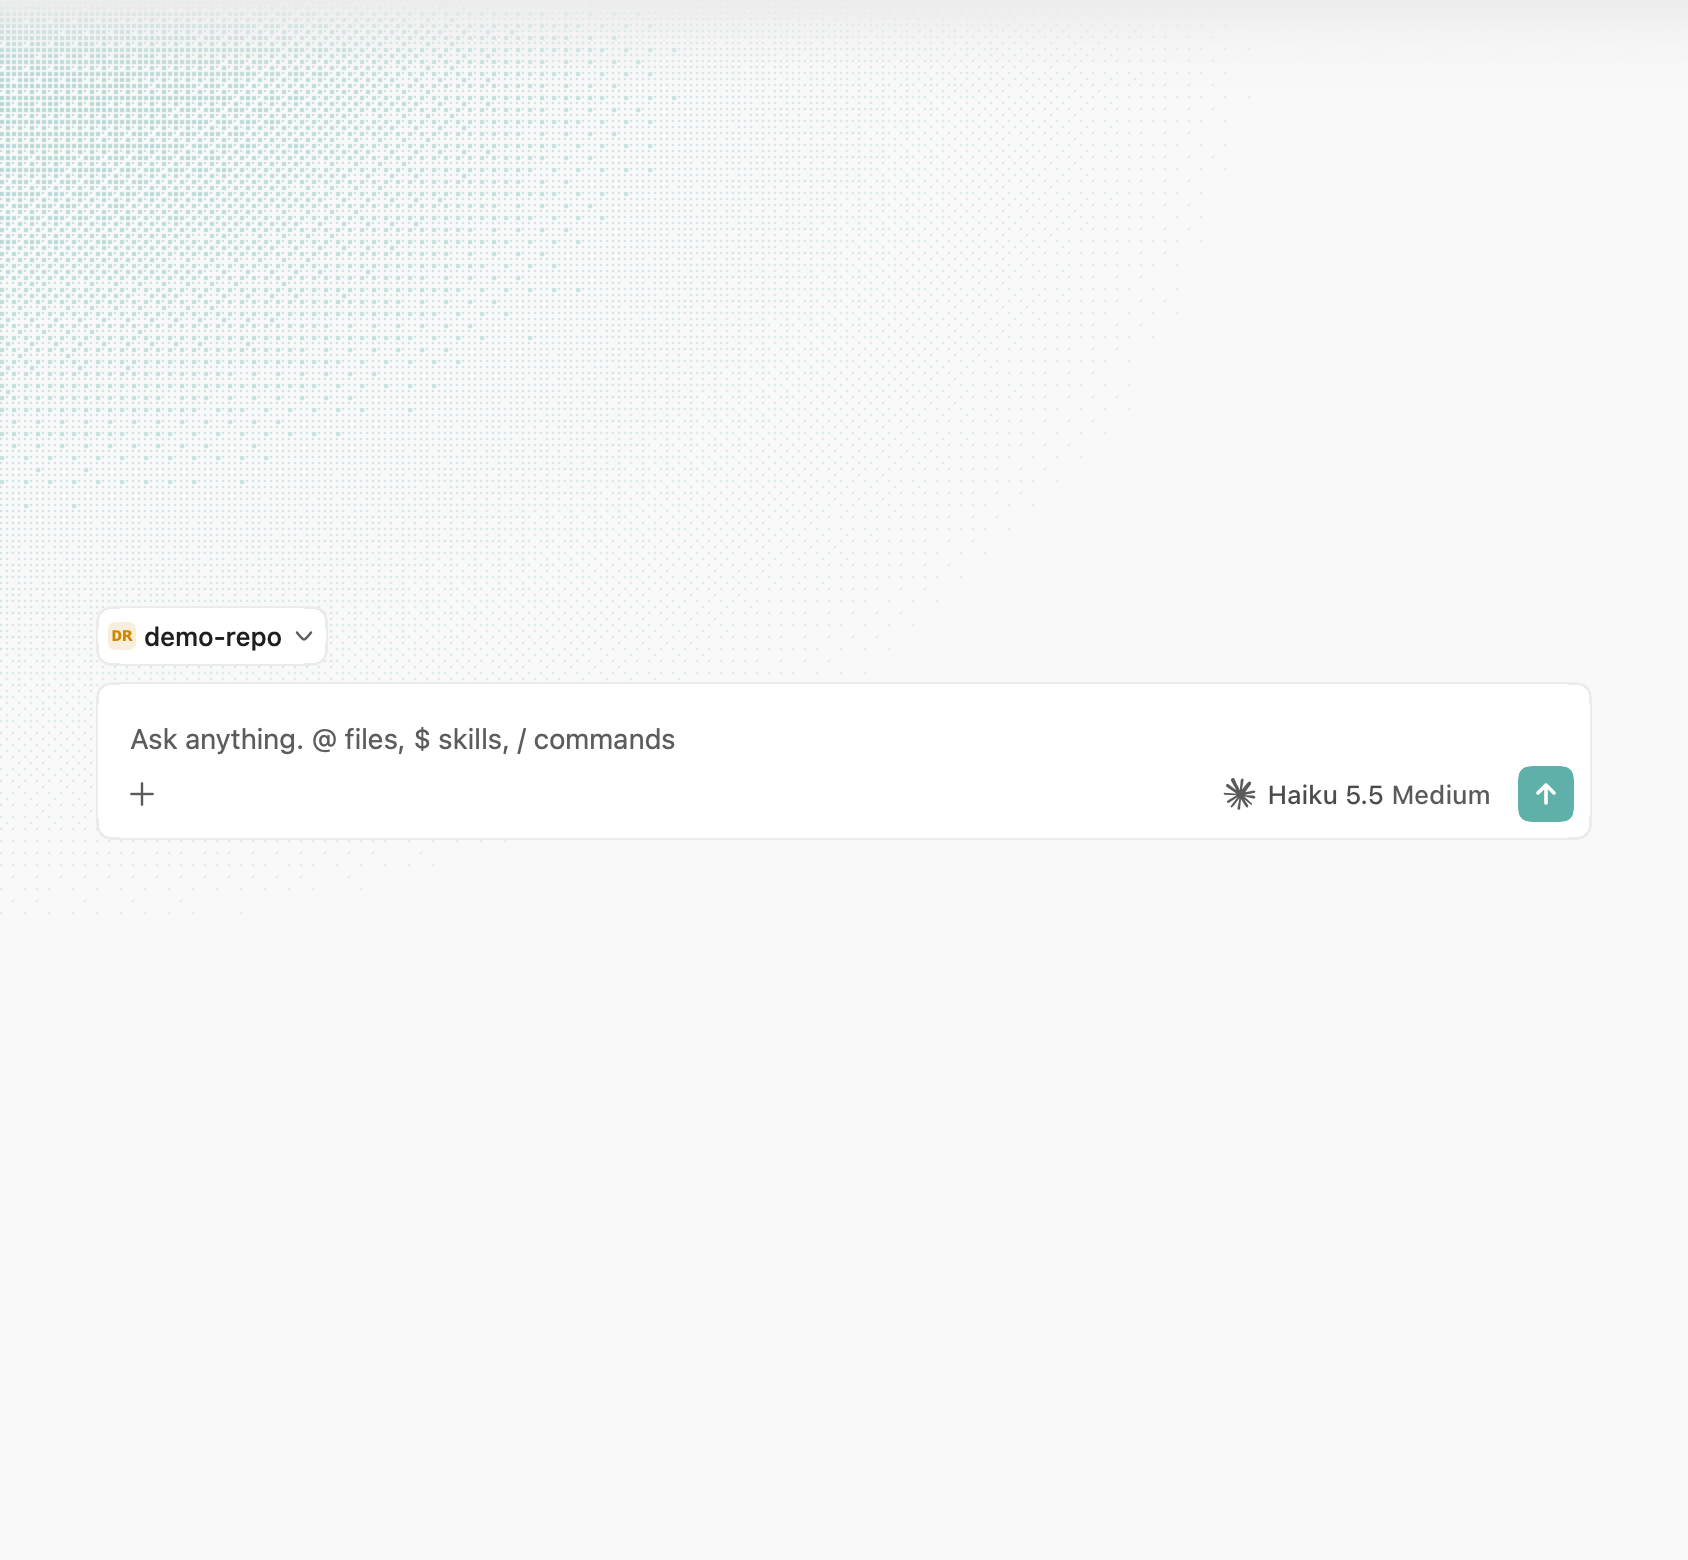 DR demo-repo
Ask anything. @ files, $ skills, / commands
Haiku 5.5 Medium